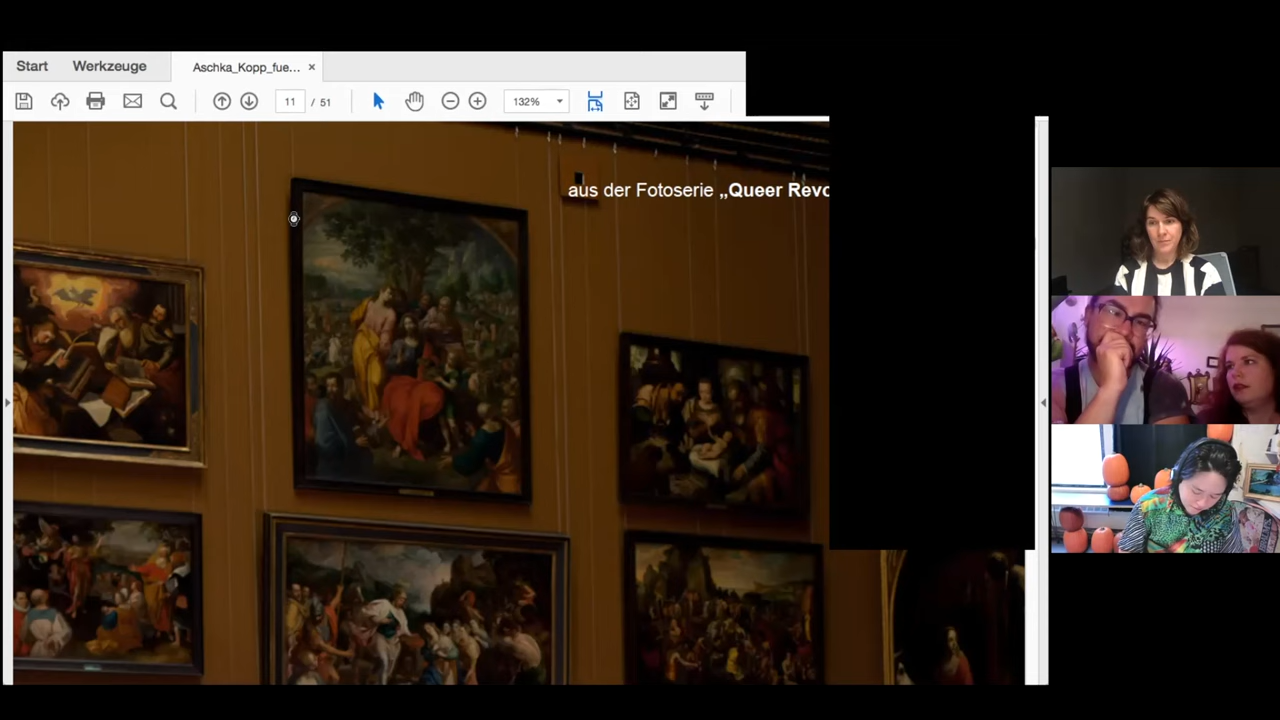 Start Werkzeuge Aschka_Kopp_fue... ×
11 / 51 132%
aus der Fotoserie „Queer Revo